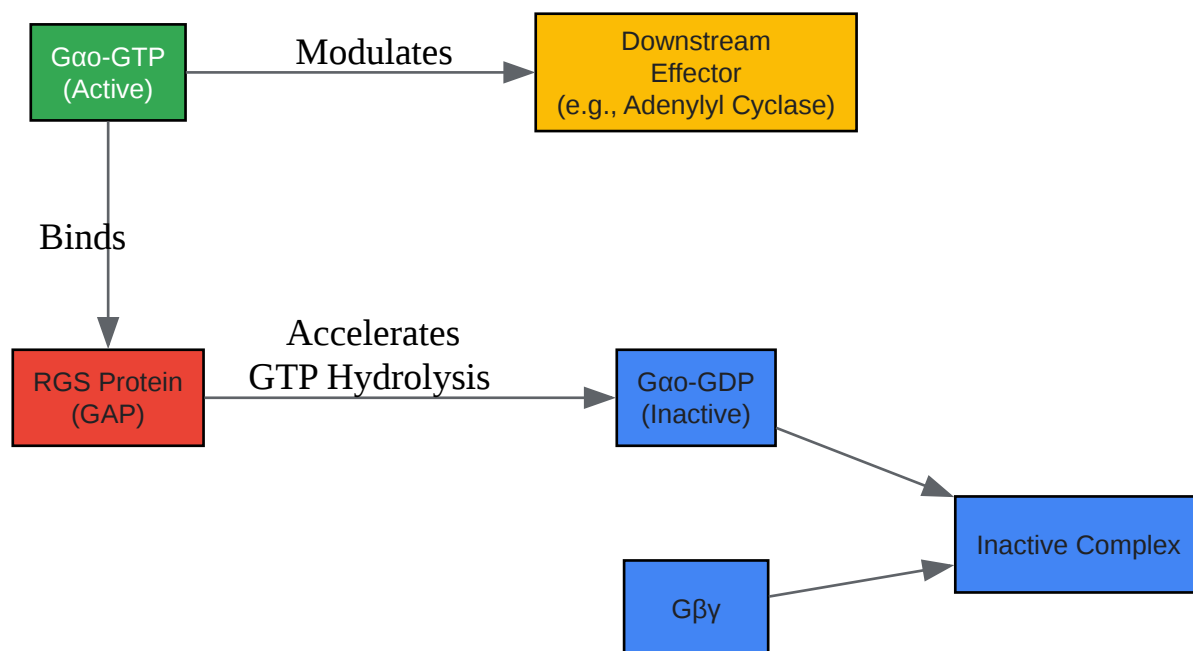 Gαo-GTP
(Active)
Modulates
Downstream
Effector
(e.g., Adenylyl Cyclase)
Binds
RGS Protein
(GAP)
Accelerates
GTP Hydrolysis
Gαo-GDP
(Inactive)
Inactive Complex
Gβγ